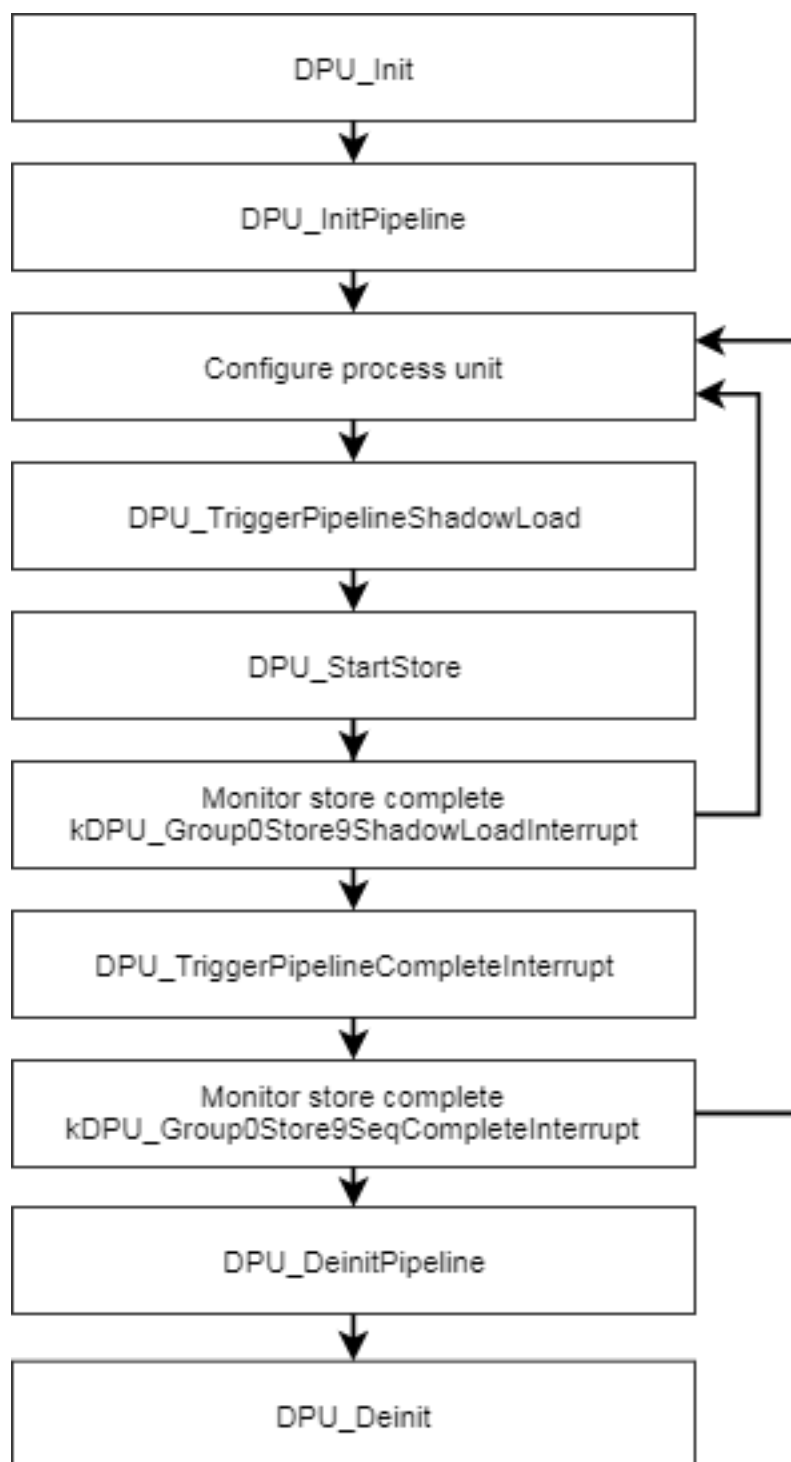 DPU_Init
DPU_InitPipeline
Configure process unit
DPU_TriggerPipelineShadowLoad
DPU_StartStore
Monitor store complete
kDPU_Group0Store9ShadowLoadInterrupt
DPU_TriggerPipelineCompleteInterrupt
Monitor store complete
kDPU_Group0Store9SeqCompleteInterrupt
DPU_DeinitPipeline
DPU_Deinit